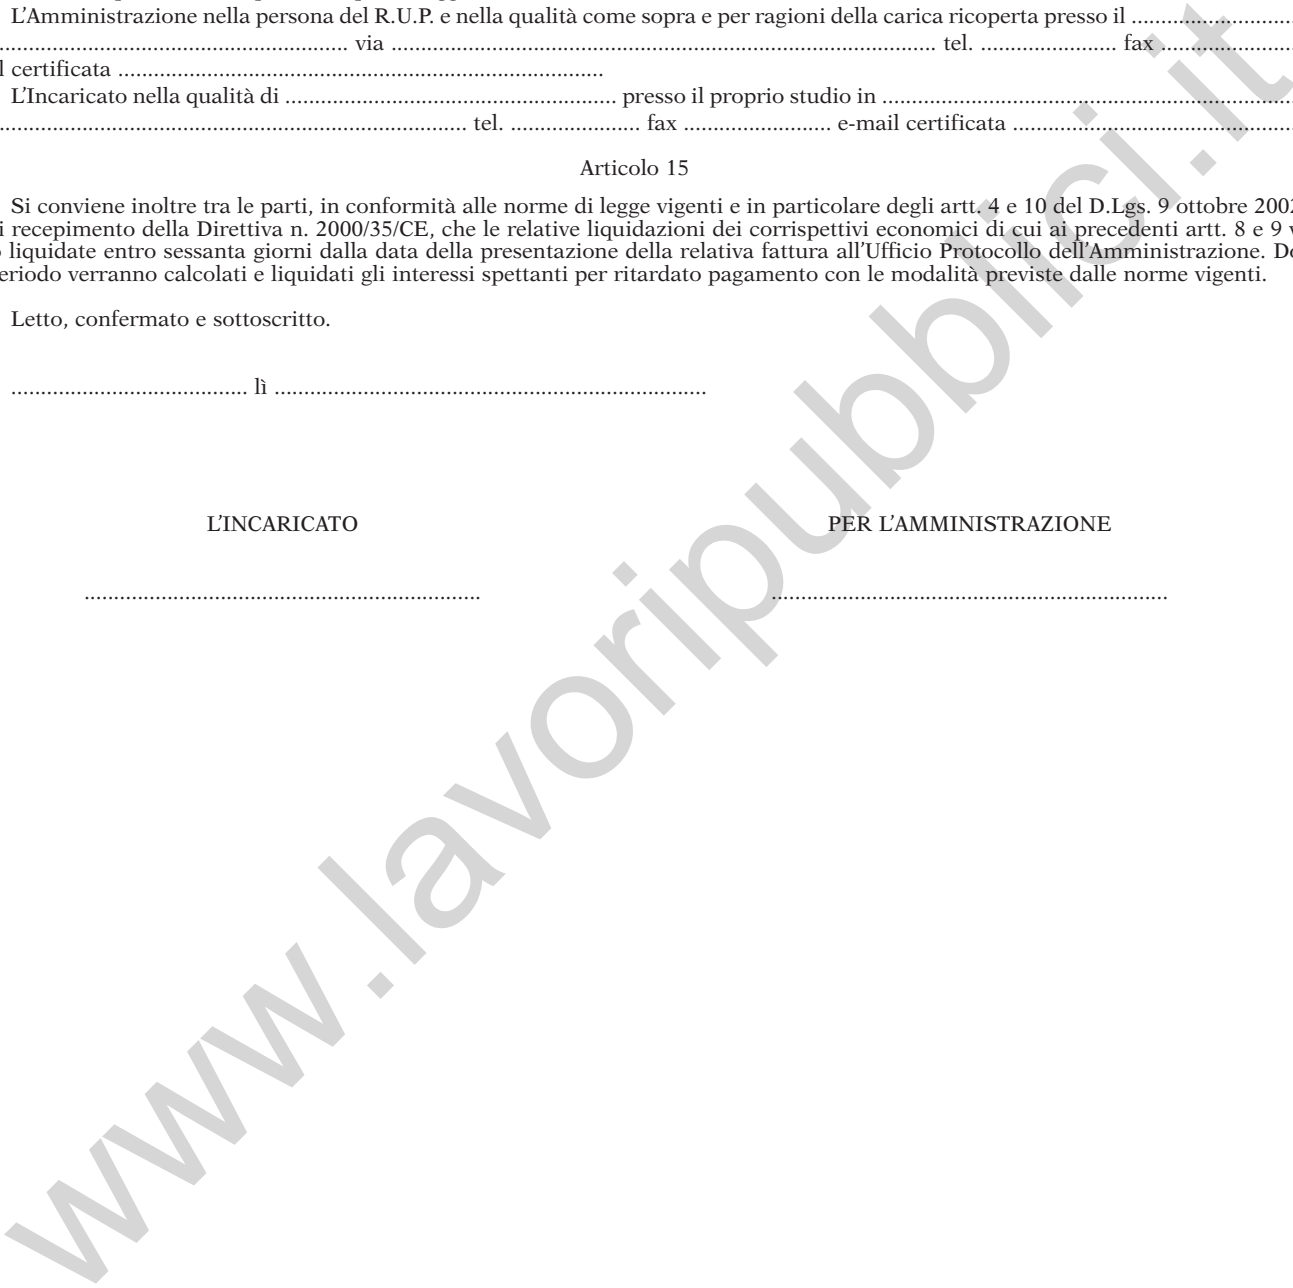 L'Amministrazione nella persona del R.U.P. e nella qualità come sopra e per ragioni della carica ricoperta presso il ..............................
.......................................................... via ........................................................................................... tel. ....................... fax .......................
certificata .................................................................................
L'Incaricato nella qualità di ........................................................ presso il proprio studio in .....................................................................
............................................................................... tel. ...................... fax ......................... e-mail certificata ................................................
Articolo 15
Si conviene inoltre tra le parti, in conformità alle norme di legge vigenti e in particolare degli artt. 4 e 10 del D.Lgs. 9 ottobre 2002
recepimento della Direttiva n. 2000/35/CE, che le relative liquidazioni dei corrispettivi economici di cui ai precedenti artt. 8 e 9
liquidate entro sessanta giorni dalla data della presentazione della relativa fattura all'Ufficio Protocollo dell'Amministrazione.
verranno calcolati e liquidati gli interessi spettanti per ritardato pagamento con le modalità previste dalle norme vigenti.
Letto, confermato e sottoscritto.
........................................ lì .........................................................................
L'INCARICATO PER L'AMMINISTRAZIONE
................................................................... ...................................................................
www.lavoripubblici.it